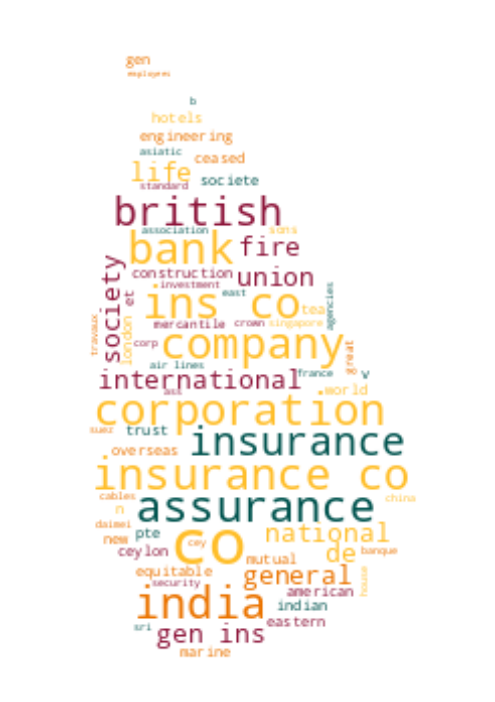 gen
employees
b
hotels
engineering
asiatic
ceased
life
standard
societe
british
association
sons
bank
fire
society
construction
union
investment
et
east
ins co
tea
agencies
travaux
london
mercantile
crown
singapore
corp
company
great
air lines
france
v
international
ass
world
corporation
suez
trust
insurance
overseas
insurance co
cables
china
n
assurance
daimei
new
pte
co
cey
national
ceylon
de
banque
mutual
equitable
general
house
security
american
india
indian
sri
gen ins
eastern
marine